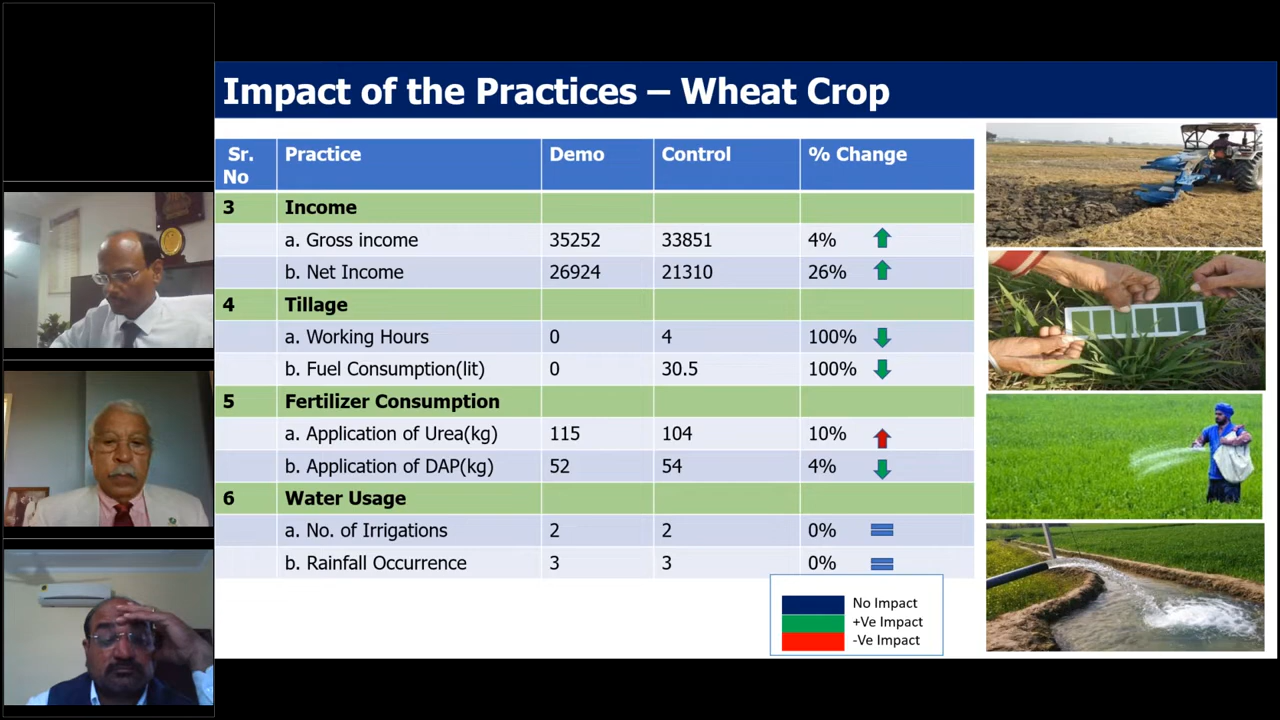 Impact of the Practices – Wheat Crop
Sr. No Practice Demo Control % Change
3 Income
a. Gross income 35252 33851 4%
b. Net Income 26924 21310 26%
4 Tillage
a. Working Hours 0 4 100%
b. Fuel Consumption(lit) 0 30.5 100%
5 Fertilizer Consumption
a. Application of Urea(kg) 115 104 10%
b. Application of DAP(kg) 52 54 4%
6 Water Usage
a. No. of Irrigations 2 2 0%
b. Rainfall Occurrence 3 3 0%
No Impact
+Ve Impact
-Ve Impact